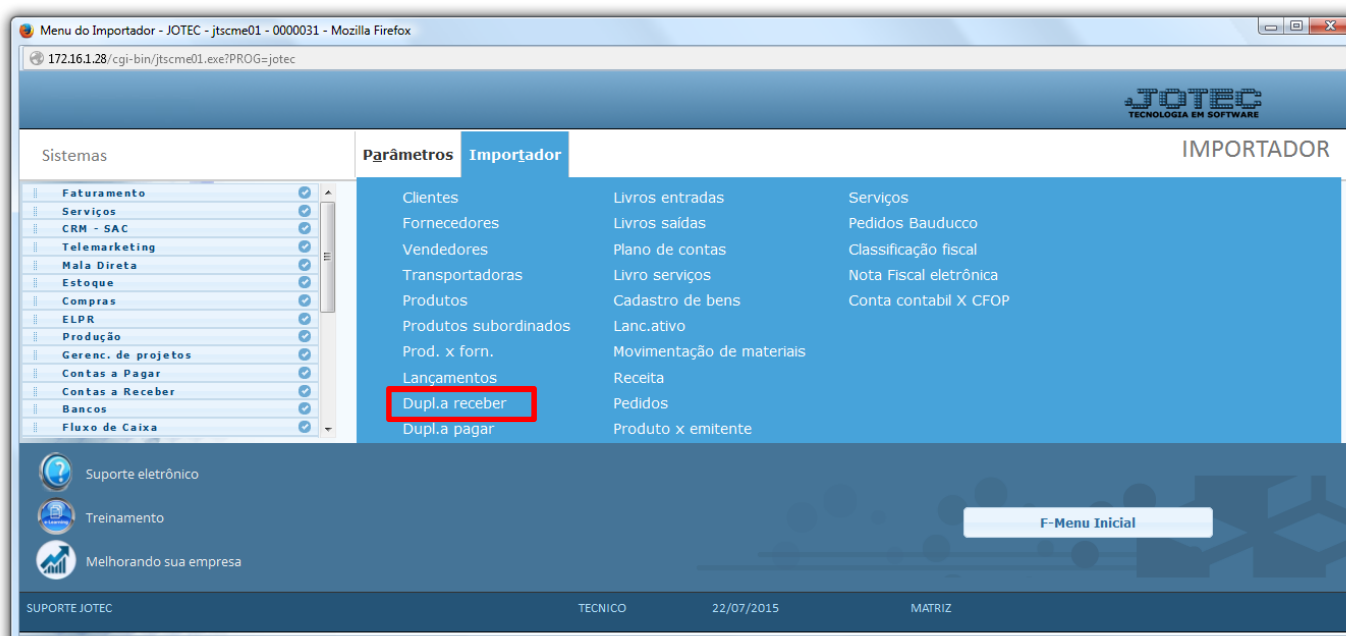 Menu do Importador - JOTEC - jtscme01 - 0000031 - Mozilla Firefox
172.16.1.28/cgi-bin/jtscme01.exe?PROG=jotec
JOTEC
TECNOLOGIA EM SOFTWARE
Sistemas
Parâmetros Importador
IMPORTADOR
Faturamento
Serviços
CRM - SAC
Telemarketing
Mala Direta
Estoque
Compras
ELPR
Produção
Gerenc. de projetos
Contas a Pagar
Contas a Receber
Bancos
Fluxo de Caixa
Clientes
Fornecedores
Vendedores
Transportadoras
Produtos
Produtos subordinados
Prod. x forn.
Lançamentos
Dupl.a receber
Dupl.a pagar
Livros entradas
Livros saídas
Plano de contas
Livro serviços
Cadastro de bens
Lanc.ativo
Movimentação de materiais
Receita
Pedidos
Produto x emitente
Serviços
Pedidos Bauducco
Classificação fiscal
Nota Fiscal eletrônica
Conta contabil X CFOP
Suporte eletrônico
Treinamento
Melhorando sua empresa
F-Menu Inicial
SUPORTE JOTEC TECNICO 22/07/2015 MATRIZ